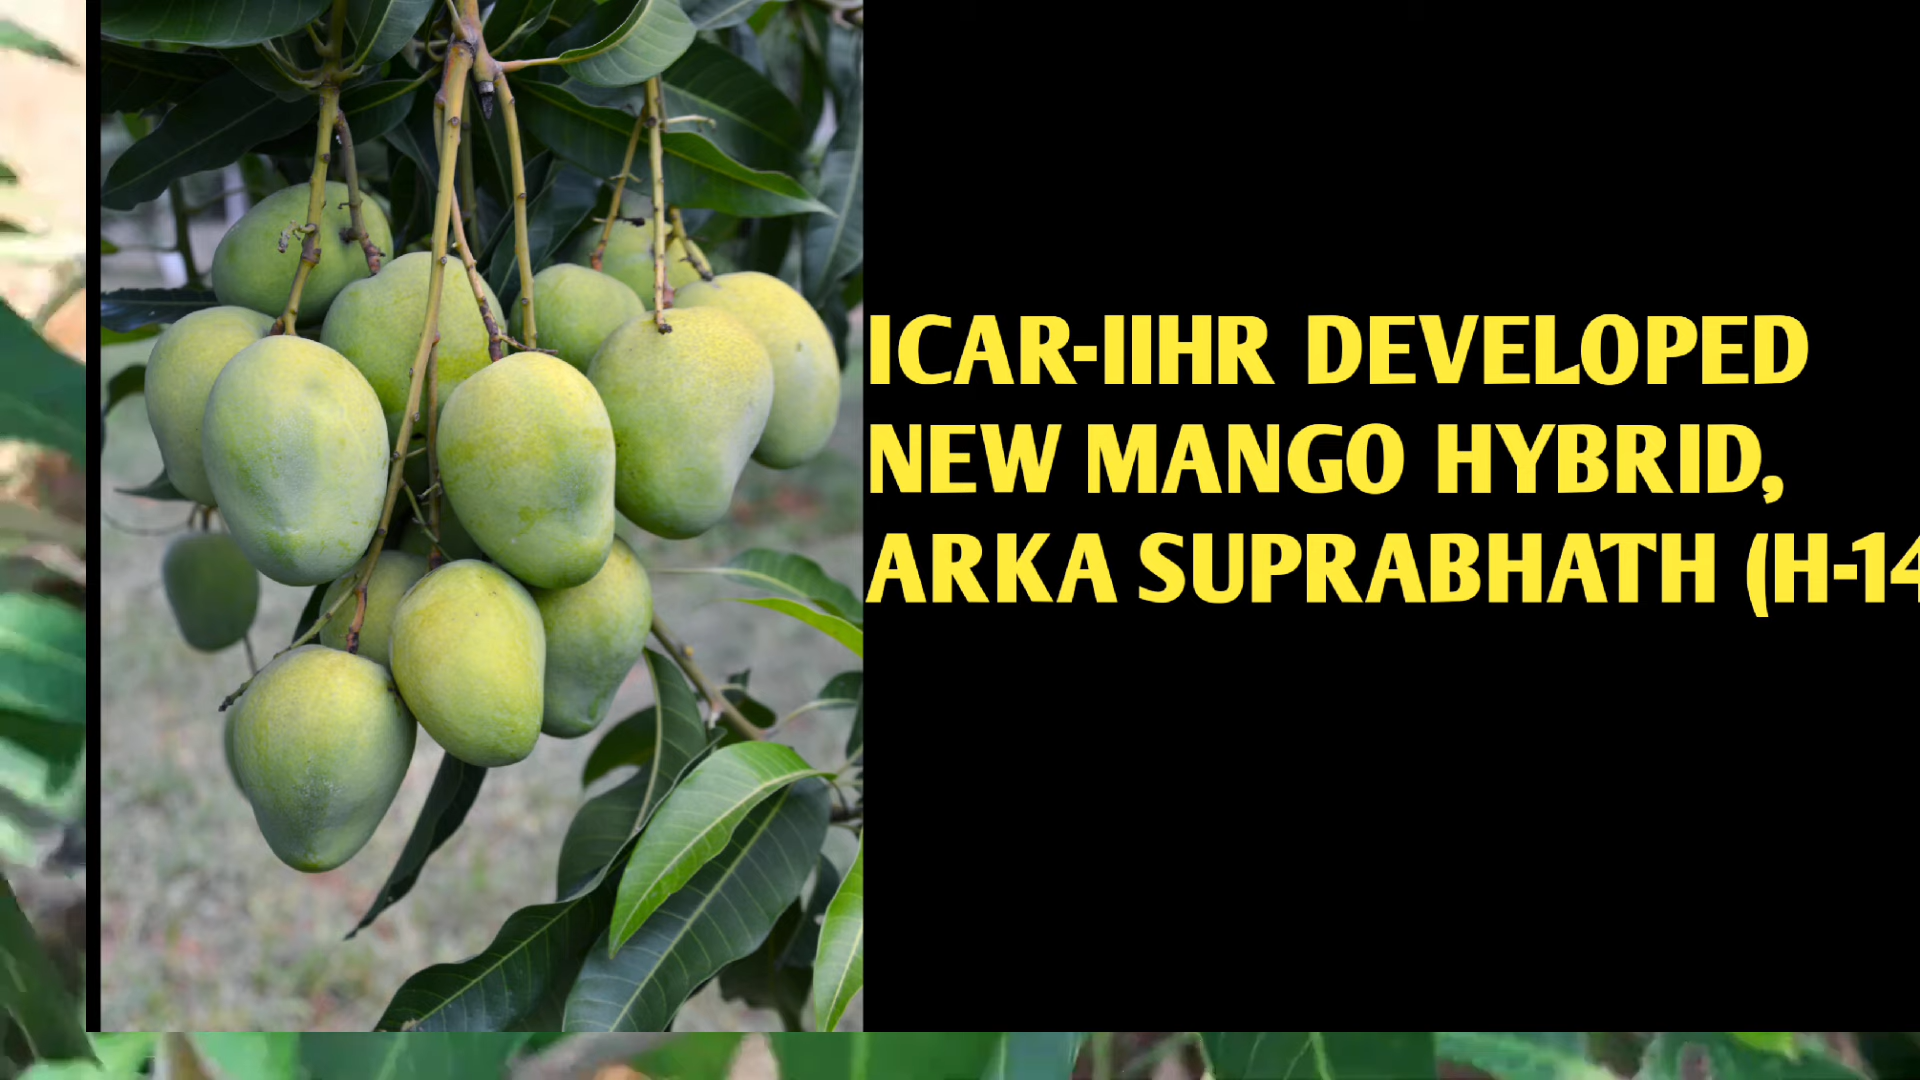 ICAR-IIHR DEVELOPED
NEW MANGO HYBRID,
ARKA SUPRABHATH (H-14